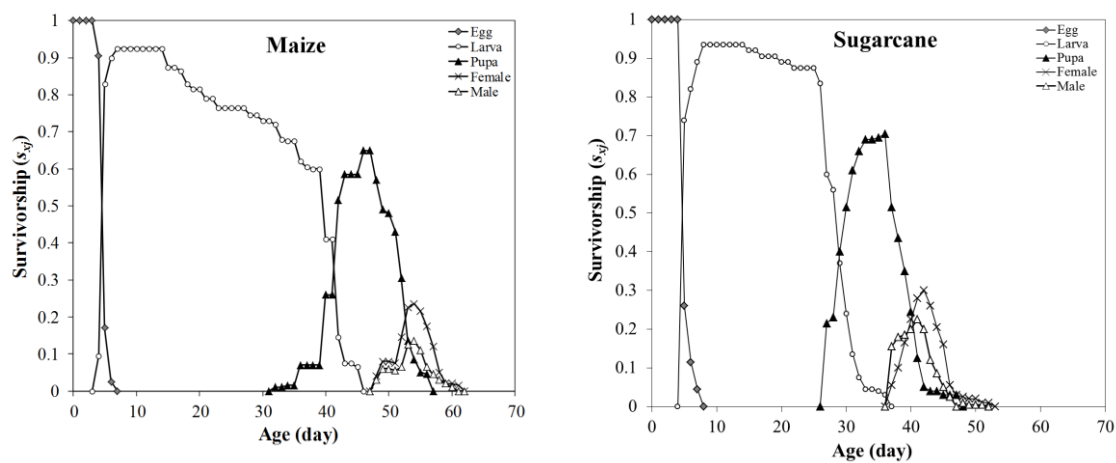 Maize
Egg
Larva
Pupa
Female
Male
Survivorship (s_xj)
1
0.9
0.8
0.7
0.6
0.5
0.4
0.3
0.2
0.1
0
0 10 20 30 40 50 60 70
Age (day)
Sugarcane
Egg
Larva
Pupa
Female
Male
Survivorship (s_xj)
1
0.9
0.8
0.7
0.6
0.5
0.4
0.3
0.2
0.1
0
0 10 20 30 40 50 60 70
Age (day)